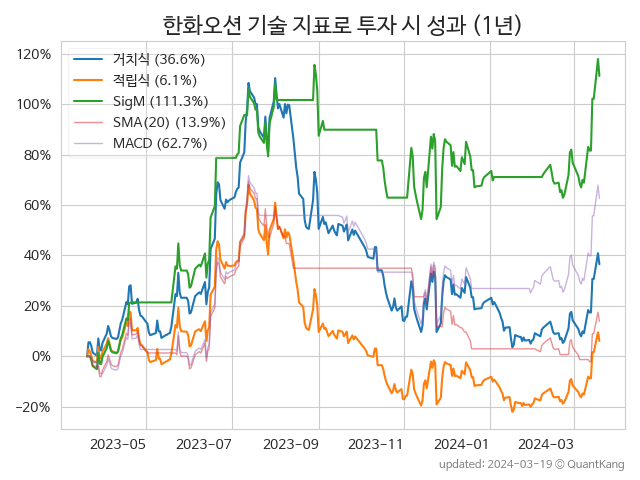 한화오션 기술 지표로 투자 시 성과 (1년)
거치식 (36.6%)
적립식 (6.1%)
SigM (111.3%)
SMA(20) (13.9%)
MACD (62.7%)
120%
100%
80%
60%
40%
20%
0%
−20%
2023-05
2023-07
2023-09
2023-11
2024-01
2024-03
updated: 2024-03-19 © QuantKang